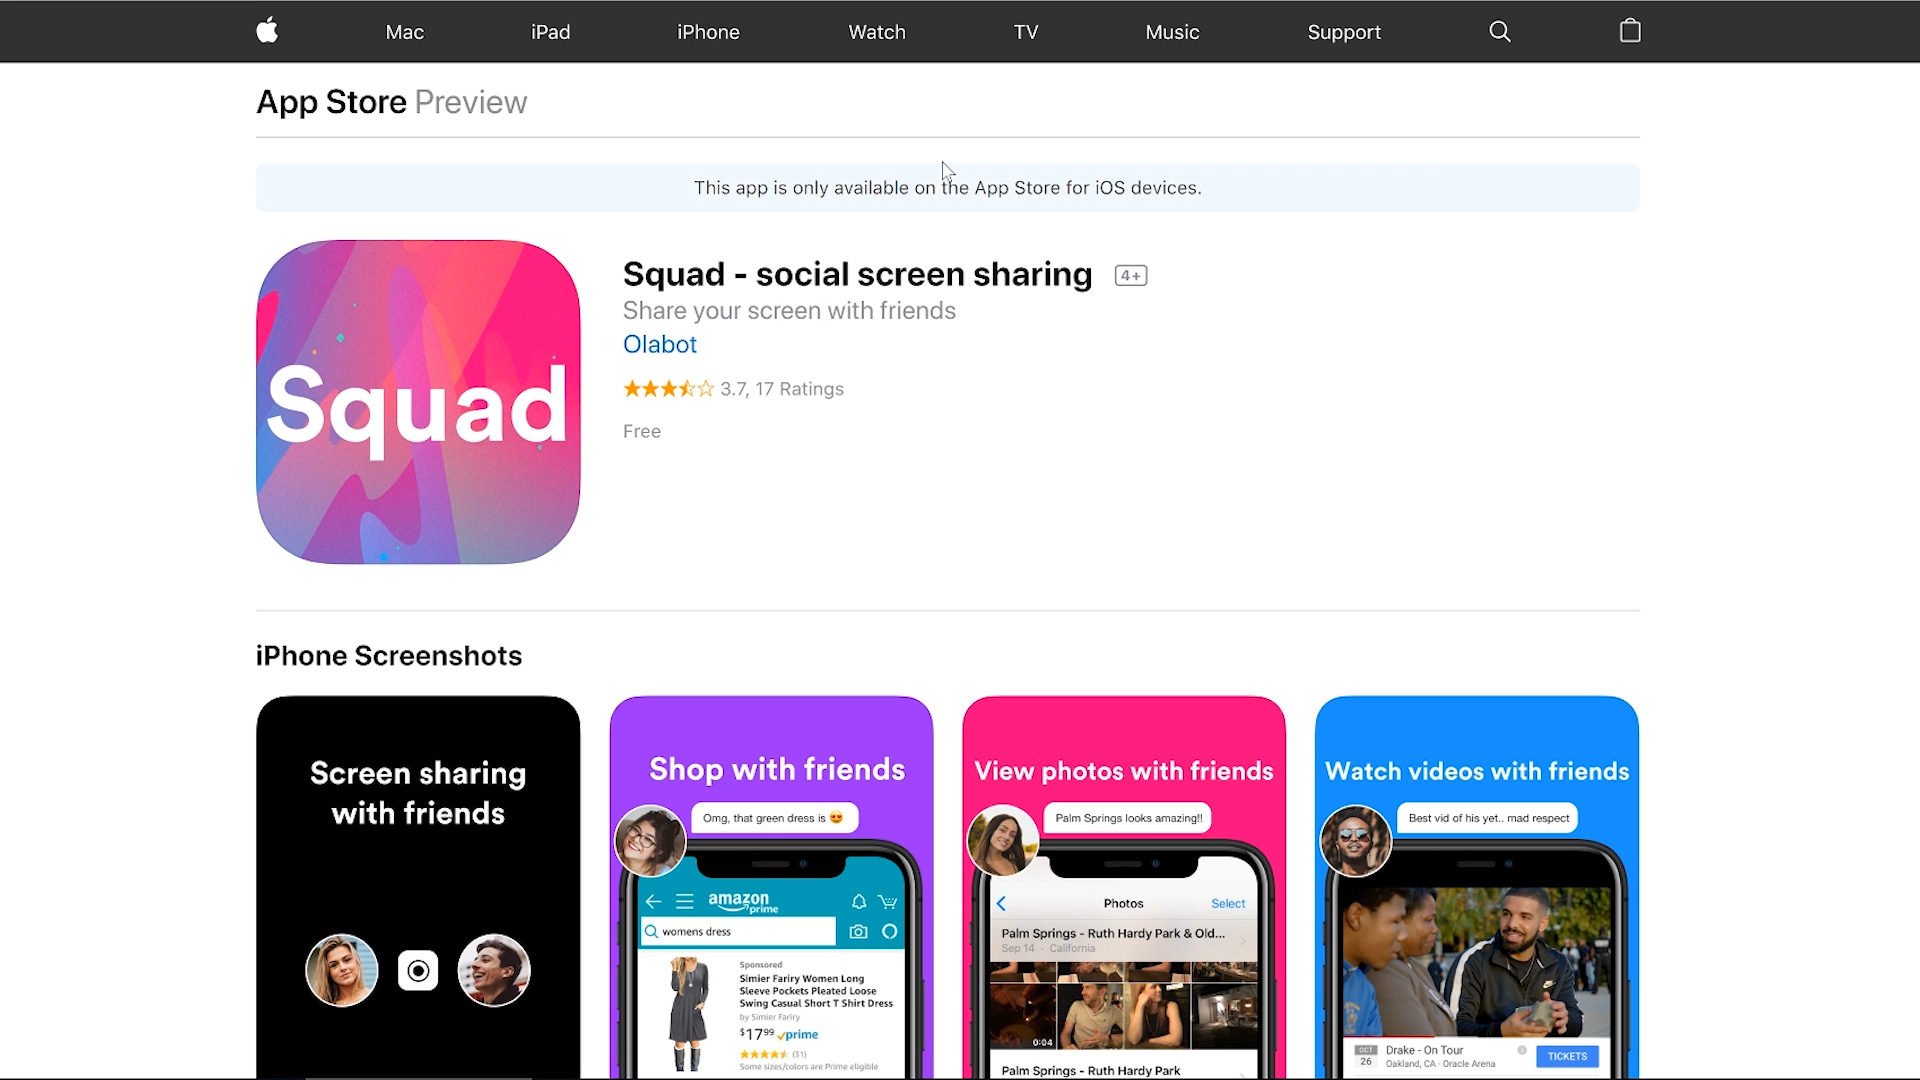 Mac iPad iPhone Watch TV Music Support
App Store Preview
This app is only available on the App Store for iOS devices.
Squad
Squad - social screen sharing 4+
Share your screen with friends
Olabot
3.7, 17 Ratings
Free
iPhone Screenshots
Screen sharing
with friends
Shop with friends
Omg, that green dress is 😍
amazon
prime
womens dress
Sponsored
Simier Fariry Women Long
Sleeve Pockets Pleated Loose
Swing Casual Short T Shirt Dress
by Simier Fariry
$17⁹⁹ prime
(31)
Some sizes/colors are Prime eligible
View photos with friends
Palm Springs looks amazing!!
Photos Select
Palm Springs - Ruth Hardy Park & Old...
Sep 14 · California
0:04
Palm Springs - Ruth Hardy Park
Watch videos with friends
Best vid of his yet.. mad respect
OCT
26
Drake - On Tour
Oakland, CA · Oracle Arena
TICKETS